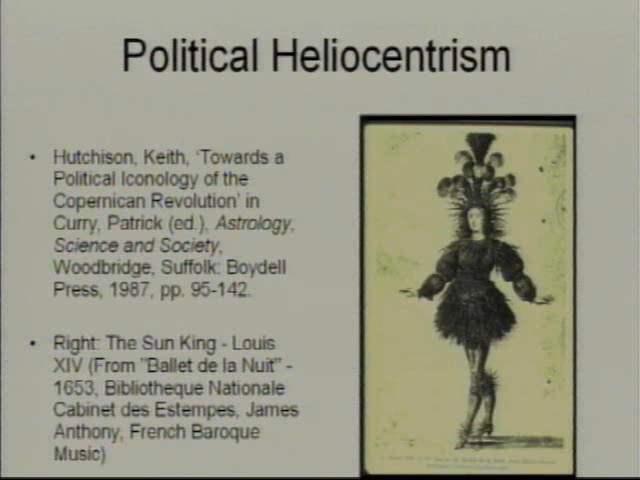 Political Heliocentrism
• Hutchison, Keith, ‘Towards a
Political Iconology of the
Copernican Revolution’ in
Curry, Patrick (ed.), Astrology,
Science and Society,
Woodbridge, Suffolk: Boydell
Press, 1987, pp. 95-142.
• Right: The Sun King - Louis
XIV (From "Ballet de la Nuit" -
1653, Bibliotheque Nationale
Cabinet des Estempes, James
Anthony, French Baroque
Music)